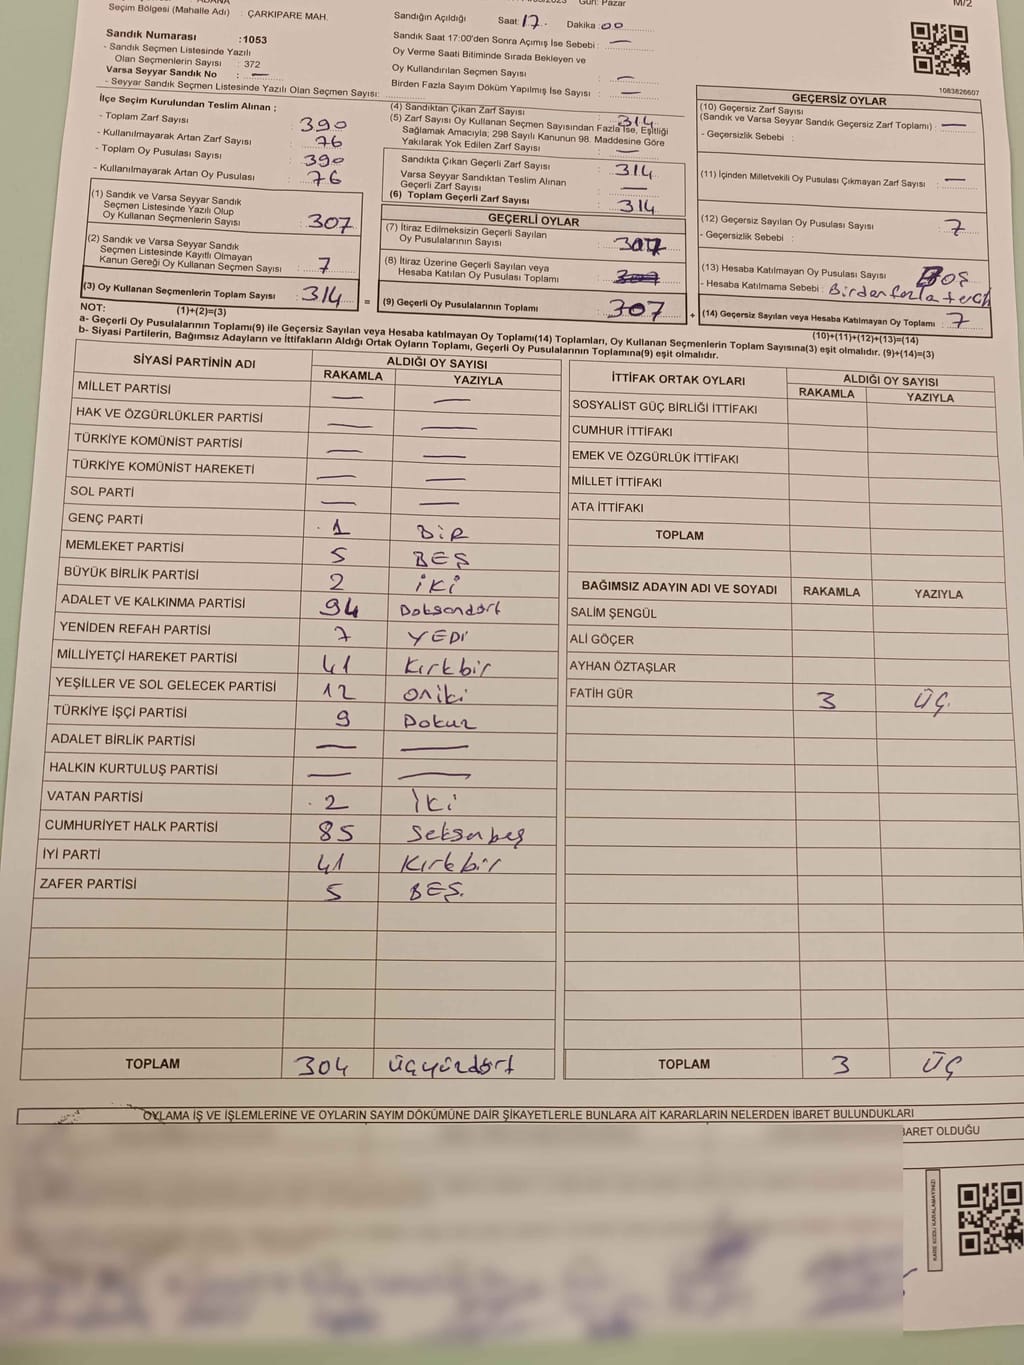 ADANA
Seçim Bölgesi (Mahalle Adı) : ÇARKIPARE MAH.
Gün: Pazar
M/2
Sandığın Açıldığı Saat: 17. Dakika: 00
Sandık Numarası : 1053
Sandık Saat 17:00'den Sonra Açımış İse Sebebi : —
- Sandık Seçmen Listesinde Yazılı
Olan Seçmenlerin Sayısı : 372
Oy Verme Saati Bitiminde Sırada Bekleyen ve
Oy Kullandırılan Seçmen Sayısı : —
Varsa Seyyar Sandık No : —
Birden Fazla Sayım Döküm Yapılmış İse Sayısı : —
- Seyyar Sandık Seçmen Listesinde Yazılı Olan Seçmen Sayısı:
1083826607
İlçe Seçim Kurulundan Teslim Alınan ;
- Toplam Zarf Sayısı : 390
- Kullanılmayarak Artan Zarf Sayısı : 76
- Toplam Oy Pusulası Sayısı : 390
- Kullanılmayarak Artan Oy Pusulası : 76
(1) Sandık ve Varsa Seyyar Sandık
Seçmen Listesinde Yazılı Olup
Oy Kullanan Seçmenlerin Sayısı : 307
(2) Sandık ve Varsa Seyyar Sandık
Seçmen Listesinde Kayıtlı Olmayan
Kanun Gereği Oy Kullanan Seçmen Sayısı : 7
(3) Oy Kullanan Seçmenlerin Toplam Sayısı : 314 =
(4) Sandıktan Çıkan Zarf Sayısı : 314
(5) Zarf Sayısı Oy Kullanan Seçmen Sayısından Fazla İse, Eşitliği
Sağlamak Amacıyla; 298 Sayılı Kanunun 98. Maddesine Göre
Yakılarak Yok Edilen Zarf Sayısı : —
Sandıkta Çıkan Geçerli Zarf Sayısı : 314
Varsa Seyyar Sandıktan Teslim Alınan
Geçerli Zarf Sayısı : —
(6) Toplam Geçerli Zarf Sayısı : 314
GEÇERLİ OYLAR
(7) İtiraz Edilmeksizin Geçerli Sayılan
Oy Pusulalarının Sayısı : 307
(8) İtiraz Üzerine Geçerli Sayılan veya
Hesaba Katılan Oy Pusulası Toplamı :
(9) Geçerli Oy Pusulalarının Toplamı : 307 +
GEÇERSİZ OYLAR
(10) Geçersiz Zarf Sayısı
(Sandık ve Varsa Seyyar Sandık Geçersiz Zarf Toplamı) : —
- Geçersizlik Sebebi :
(11) İçinden Milletvekili Oy Pusulası Çıkmayan Zarf Sayısı : —
(12) Geçersiz Sayılan Oy Pusulası Sayısı : 7
- Geçersizlik Sebebi :
(13) Hesaba Katılmayan Oy Pusulası Sayısı : Boş
- Hesaba Katılmama Sebebi : Birden fazla tercih
(14) Geçersiz Sayılan veya Hesaba Katılmayan Oy Toplamı : 7
NOT: (1)+(2)=(3)
(10)+(11)+(12)+(13)=(14)
a- Geçerli Oy Pusulalarının Toplamı(9) ile Geçersiz Sayılan veya Hesaba katılmayan Oy Toplamı(14) Toplamları, Oy Kullanan Seçmenlerin Toplam Sayısına(3) eşit olmalıdır. (9)+(14)=(3)
b- Siyasi Partilerin, Bağımsız Adayların ve İttifakların Aldığı Ortak Oyların Toplamı, Geçerli Oy Pusulalarının Toplamına(9) eşit olmalıdır.
SİYASİ PARTİNİN ADI ALDIĞI OY SAYISI
RAKAMLA YAZIYLA
MİLLET PARTİSİ — —
HAK VE ÖZGÜRLÜKLER PARTİSİ — —
TÜRKİYE KOMÜNİST PARTİSİ — —
TÜRKİYE KOMÜNİST HAREKETİ — —
SOL PARTİ — —
GENÇ PARTİ 1 BİR
MEMLEKET PARTİSİ 5 BEŞ
BÜYÜK BİRLİK PARTİSİ 2 İKİ
ADALET VE KALKINMA PARTİSİ 94 Doksandört
YENİDEN REFAH PARTİSİ 7 YEDİ
MİLLİYETÇİ HAREKET PARTİSİ 41 Kırkbir
YEŞİLLER VE SOL GELECEK PARTİSİ 12 oniki
TÜRKİYE İŞÇİ PARTİSİ 9 Dokuz
ADALET BİRLİK PARTİSİ — —
HALKIN KURTULUŞ PARTİSİ — —
VATAN PARTİSİ 2 İki
CUMHURİYET HALK PARTİSİ 85 Seksenbeş
İYİ PARTİ 41 Kırkbir
ZAFER PARTİSİ 5 BEŞ.
TOPLAM 304 üçyüzdört
İTTİFAK ORTAK OYLARI ALDIĞI OY SAYISI
RAKAMLA YAZIYLA
SOSYALİST GÜÇ BİRLİĞİ İTTİFAKI
CUMHUR İTTİFAKI
EMEK VE ÖZGÜRLÜK İTTİFAKI
MİLLET İTTİFAKI
ATA İTTİFAKI
TOPLAM
BAĞIMSIZ ADAYIN ADI VE SOYADI RAKAMLA YAZIYLA
SALİM ŞENGÜL
ALİ GÖÇER
AYHAN ÖZTAŞLAR
FATİH GÜR 3 ÜÇ.
TOPLAM 3 ÜÇ
OYLAMA İŞ VE İŞLEMLERİNE VE OYLARIN SAYIM DÖKÜMÜNE DAİR ŞİKAYETLERLE BUNLARA AİT KARARLARIN NELERDEN İBARET BULUNDUKLARI
BARET OLDUĞU
KARE KODU KARALAMAYINIZ!